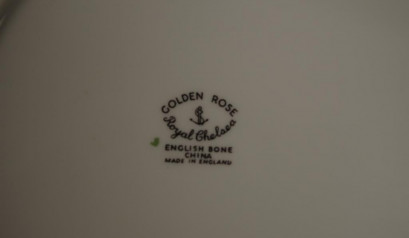 GOLDEN ROSE
Royal Chelsea
ENGLISH BONE
CHINA
MADE IN ENGLAND